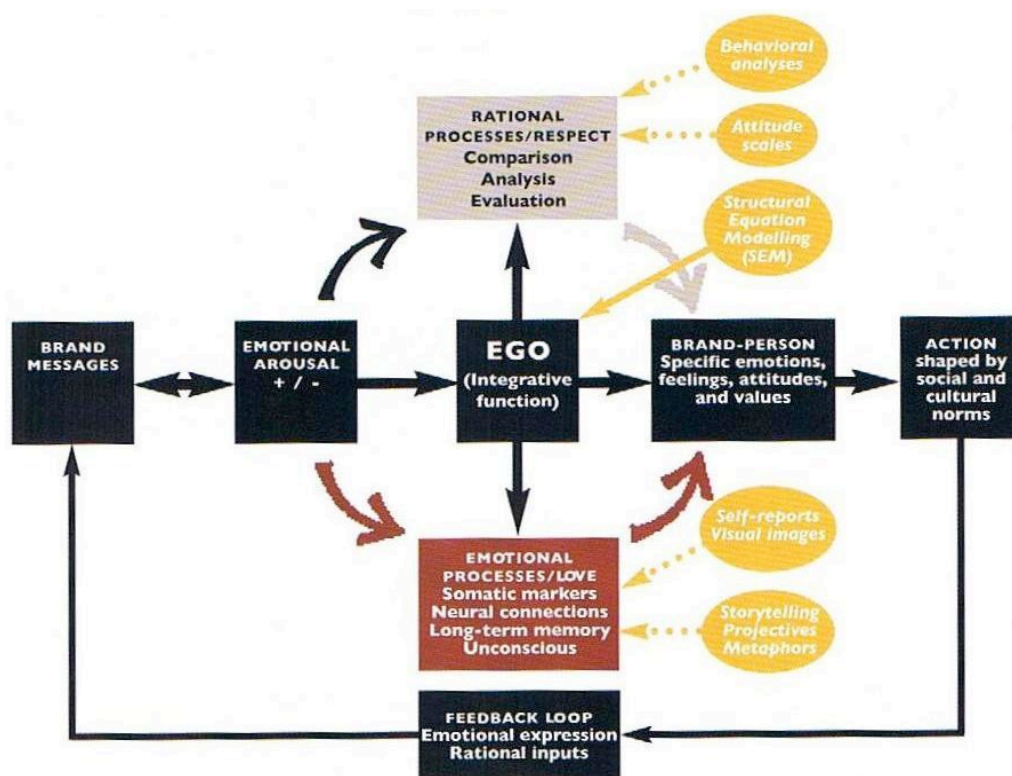 Behavioral
analyses
RATIONAL
PROCESSES/RESPECT
Comparison
Analysis
Evaluation
Attitude
scales
Structural
Equation
Modelling
(SEM)
BRAND
MESSAGES
EMOTIONAL
AROUSAL
+ / -
EGO
(Integrative
function)
BRAND-PERSON
Specific emotions,
feelings, attitudes,
and values
ACTION
shaped by
social and
cultural
norms
Self-reports
Visual images
EMOTIONAL
PROCESSES/LOVE
Somatic markers
Neural connections
Long-term memory
Unconscious
Storytelling
Projectives
Metaphors
FEEDBACK LOOP
Emotional expression
Rational inputs